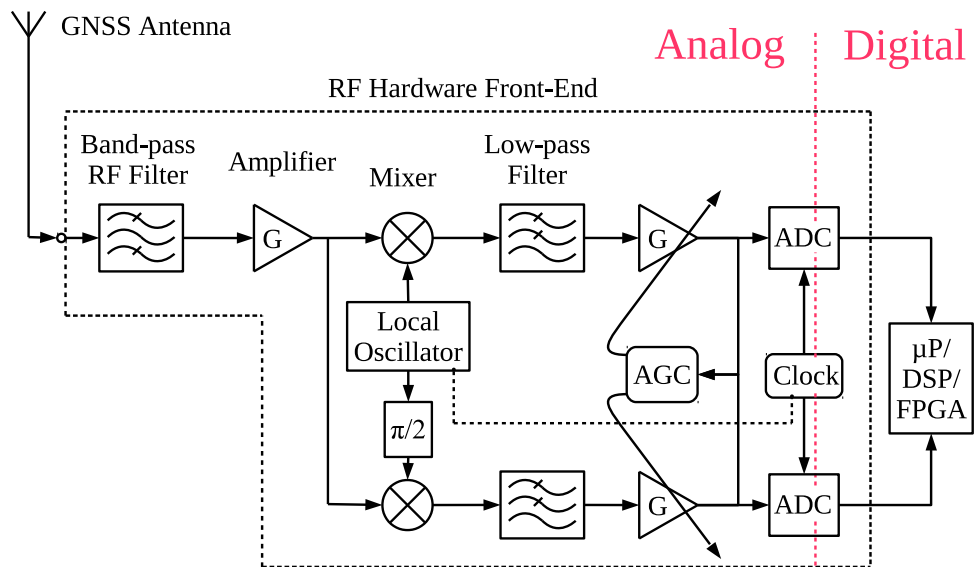 GNSS Antenna
Analog
Digital
RF Hardware Front-End
Band-pass
RF Filter
Amplifier
Mixer
Low-pass
Filter
G
G
ADC
Local
Oscillator
AGC
Clock
µP/
DSP/
FPGA
π/2
G
ADC